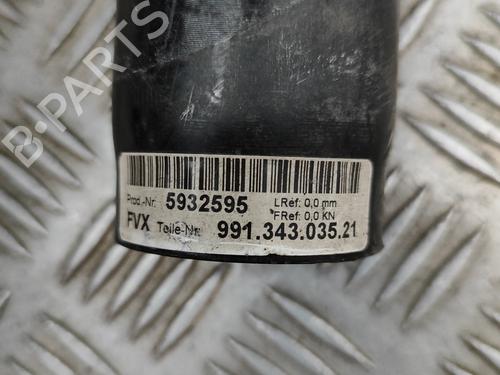 B-PARTS
Prod.-Nr. 5932595 LRef: 0,0 mm
FRef: 0,0 KN
FVX Teile-Nr. 991.343.035.21